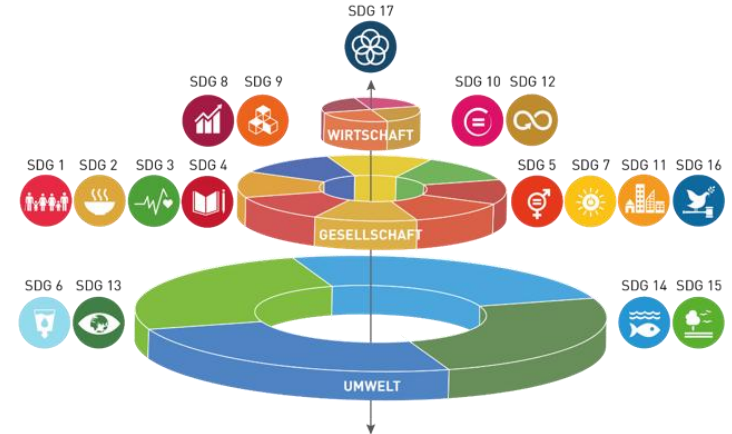 SDG 17
SDG 8 SDG 9
SDG 10 SDG 12
WIRTSCHAFT
SDG 1 SDG 2 SDG 3 SDG 4
SDG 5 SDG 7 SDG 11 SDG 16
GESELLSCHAFT
SDG 6 SDG 13
SDG 14 SDG 15
UMWELT